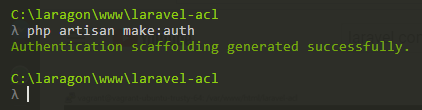 C:\laragon\www\laravel-acl
λ php artisan make:auth
Authentication scaffolding generated successfully.
C:\laragon\www\laravel-acl
λ